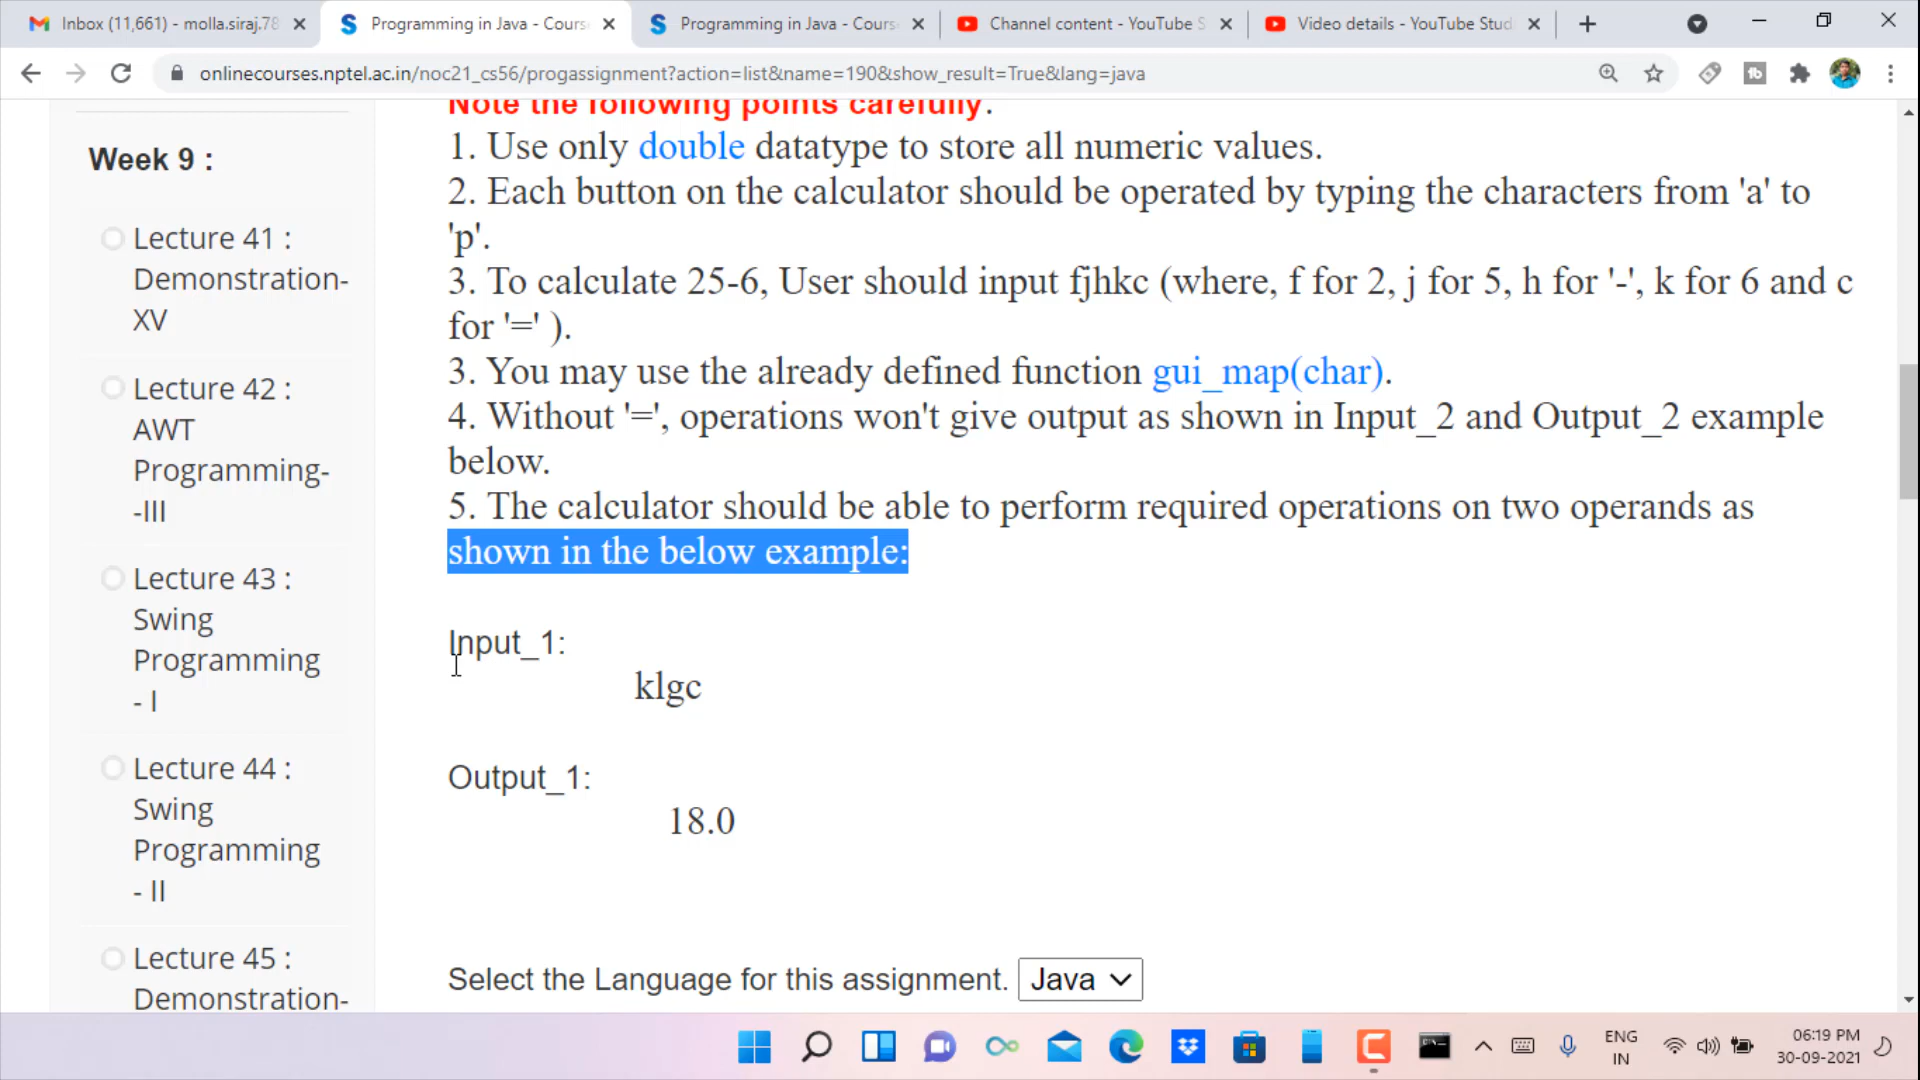 Inbox (11,661) - molla.siraj.78
Programming in Java - Cours
Programming in Java - Cours
Channel content - YouTube S
Video details - YouTube Stud
onlinecourses.nptel.ac.in/noc21_cs56/progassignment?action=list&name=190&show_result=True&lang=java
Week 9 :
Lecture 41 :
Demonstration-
XV
Lecture 42 :
AWT
Programming-
-III
Lecture 43 :
Swing
Programming
- I
Lecture 44 :
Swing
Programming
- II
Lecture 45 :
Demonstration-
Note the following points carefully:
1. Use only double datatype to store all numeric values.
2. Each button on the calculator should be operated by typing the characters from 'a' to
'p'.
3. To calculate 25-6, User should input fjhkc (where, f for 2, j for 5, h for '-', k for 6 and c
for '=' ).
3. You may use the already defined function gui_map(char).
4. Without '=', operations won't give output as shown in Input_2 and Output_2 example
below.
5. The calculator should be able to perform required operations on two operands as
shown in the below example:
Input_1:
klgc
Output_1:
18.0
Select the Language for this assignment. Java
ENG
IN
06:19 PM
30-09-2021